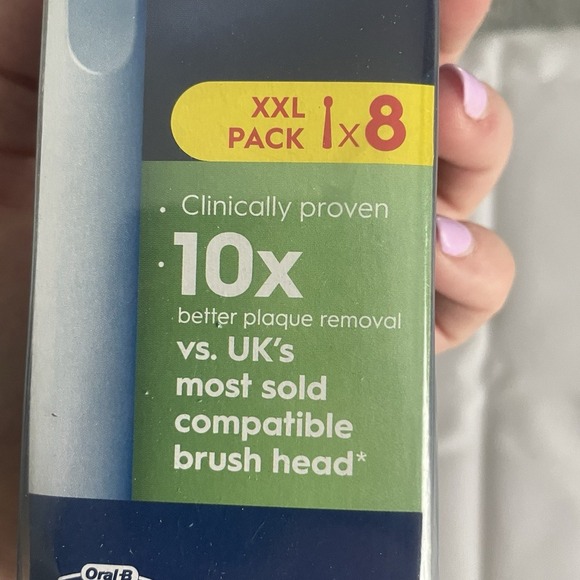 XXL
PACK x8
Clinically proven
10x
better plaque removal
vs. UK's
most sold
compatible
brush head*
Oral-B